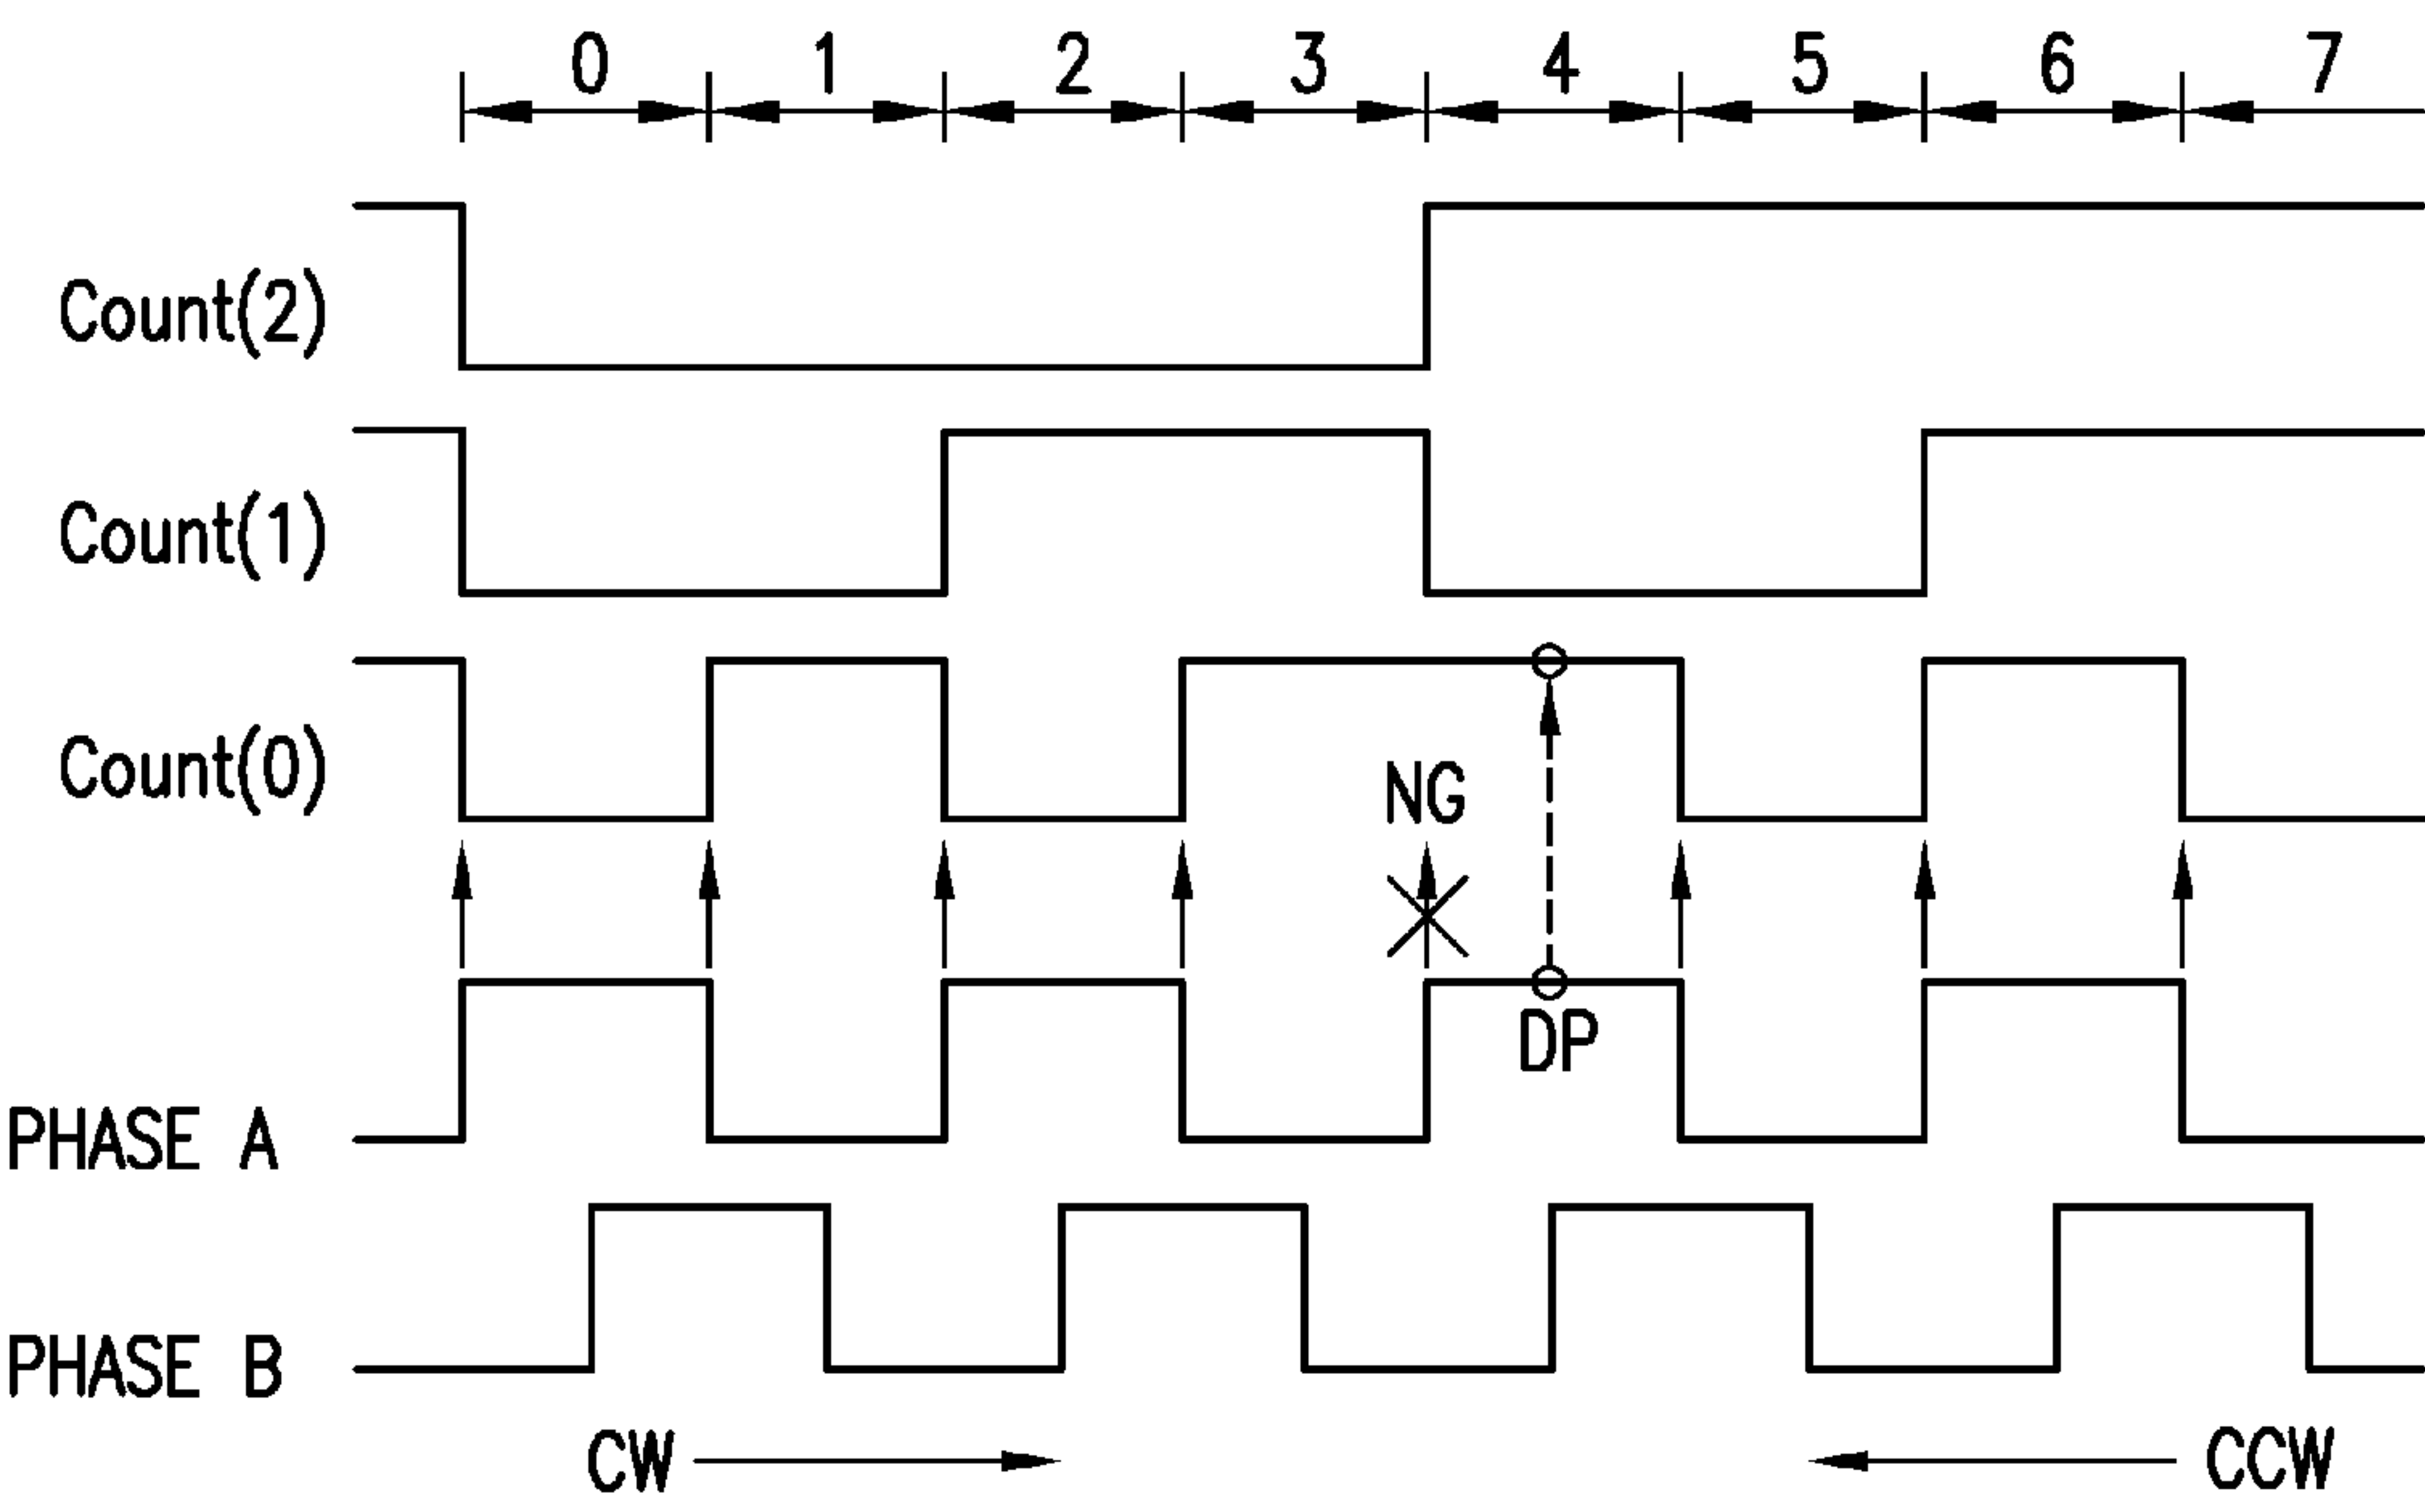 0 1 2 3 4 5 6 7
Count(2)
Count(1)
Count(0)
NG
DP
PHASE A
PHASE B
CW CCW